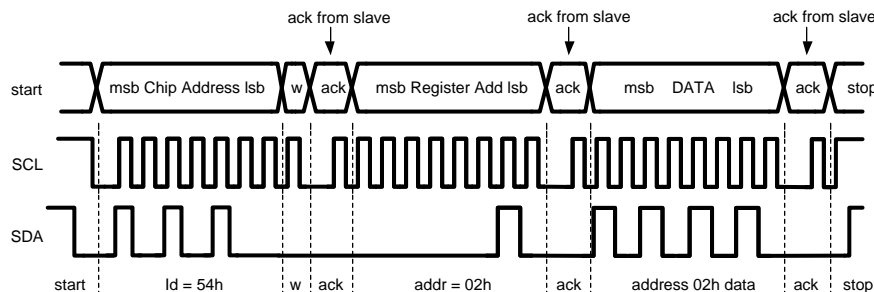 ack from slave ack from slave ack from slave
start msb Chip Address lsb w ack msb Register Add lsb ack msb DATA lsb ack stop
SCL
SDA
start Id = 54h w ack addr = 02h ack address 02h data ack stop